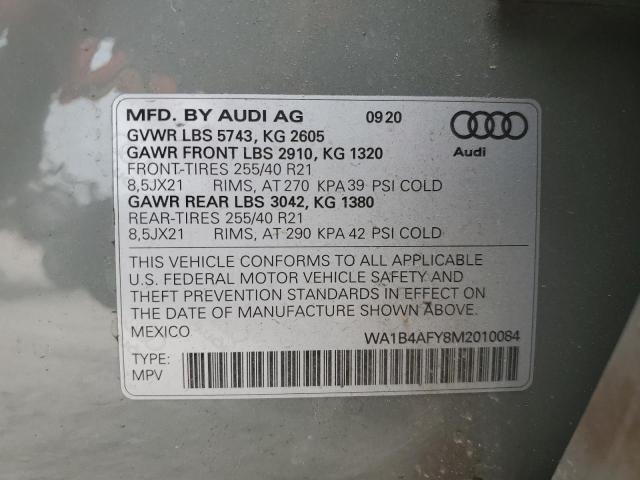 MFD. BY AUDI AG 0920
GVWR LBS 5743, KG 2605
GAWR FRONT LBS 2910, KG 1320
Audi
FRONT-TIRES 255/40 R21
8,5JX21 RIMS, AT 270 KPA 39 PSI COLD
GAWR REAR LBS 3042, KG 1380
REAR-TIRES 255/40 R21
8,5JX21 RIMS, AT 290 KPA 42 PSI COLD
THIS VEHICLE CONFORMS TO ALL APPLICABLE
U.S. FEDERAL MOTOR VEHICLE SAFETY AND
THEFT PREVENTION STANDARDS IN EFFECT ON
THE DATE OF MANUFACTURE SHOWN ABOVE.
MEXICO WA1B4AFY8M2010084
TYPE:
MPV